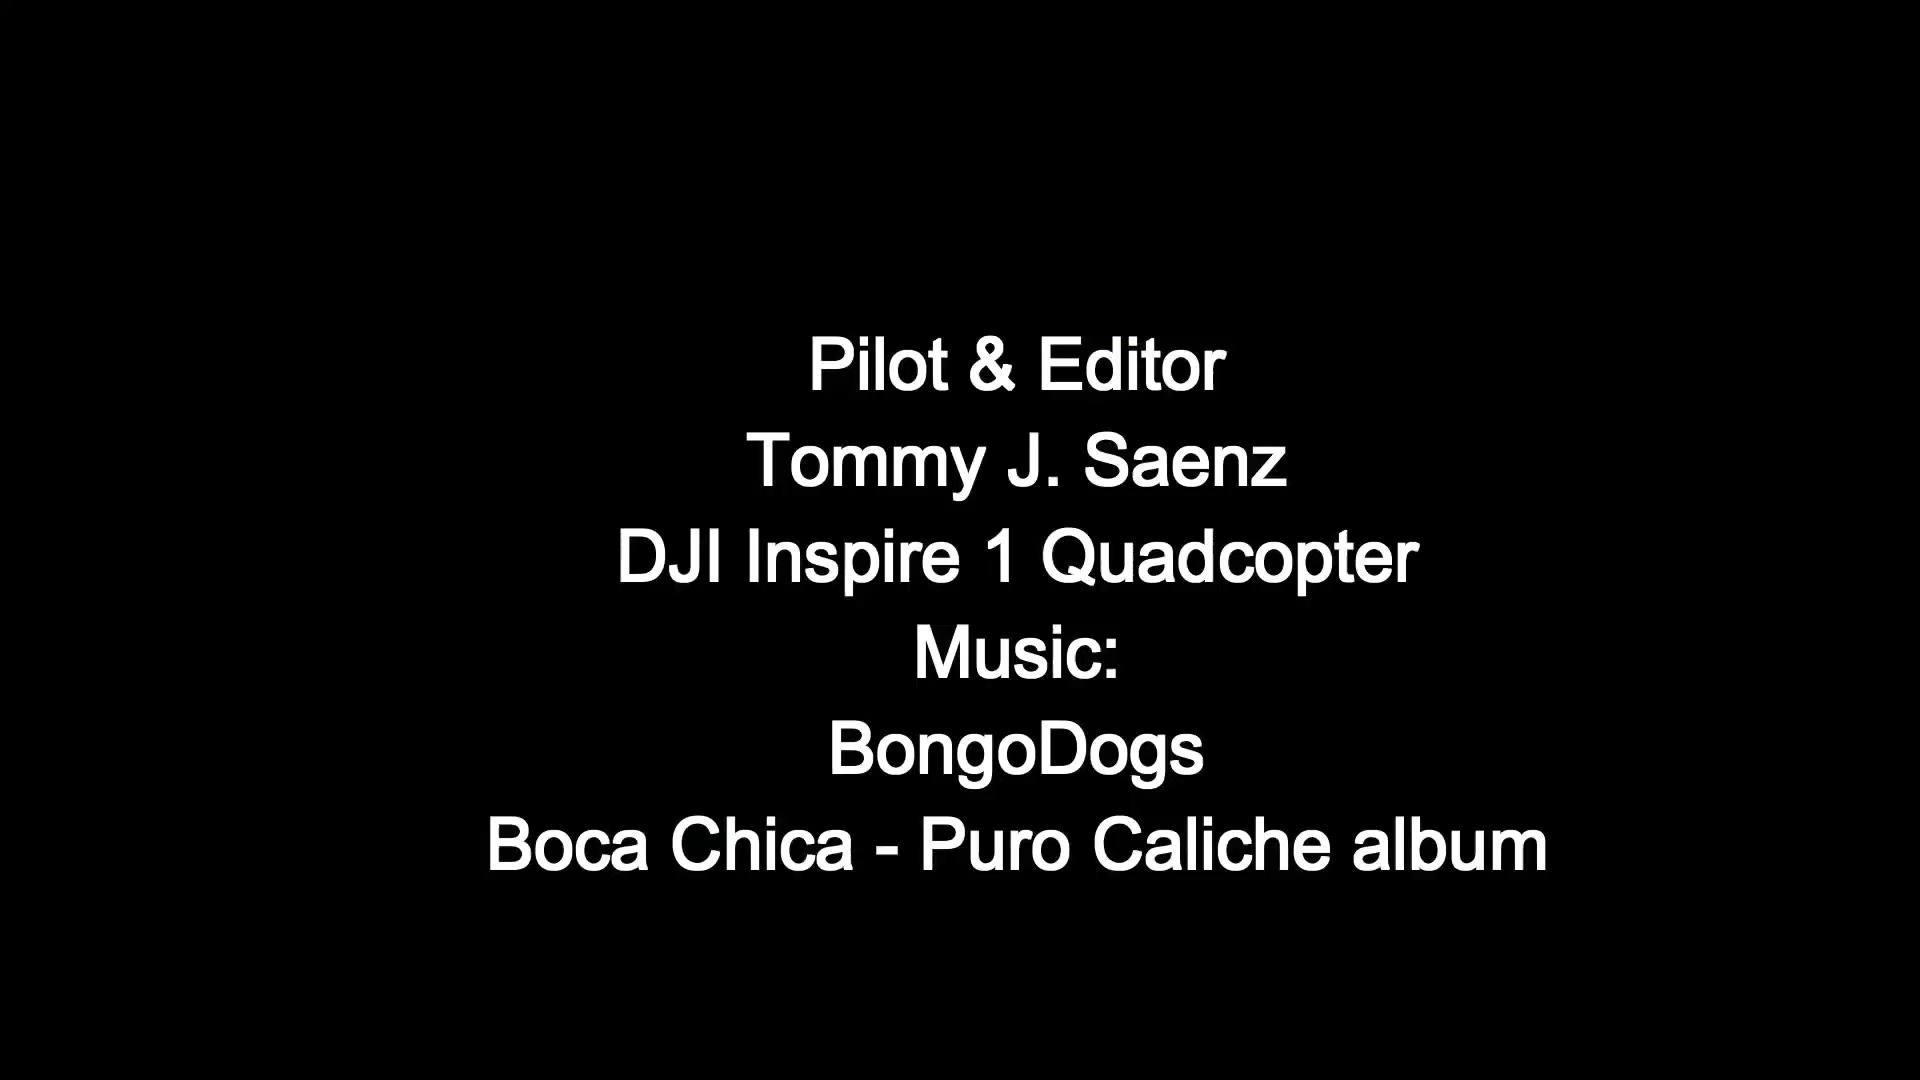 Pilot & Editor
Tommy J. Saenz
DJI Inspire 1 Quadcopter
Music:
BongoDogs
Boca Chica - Puro Caliche album